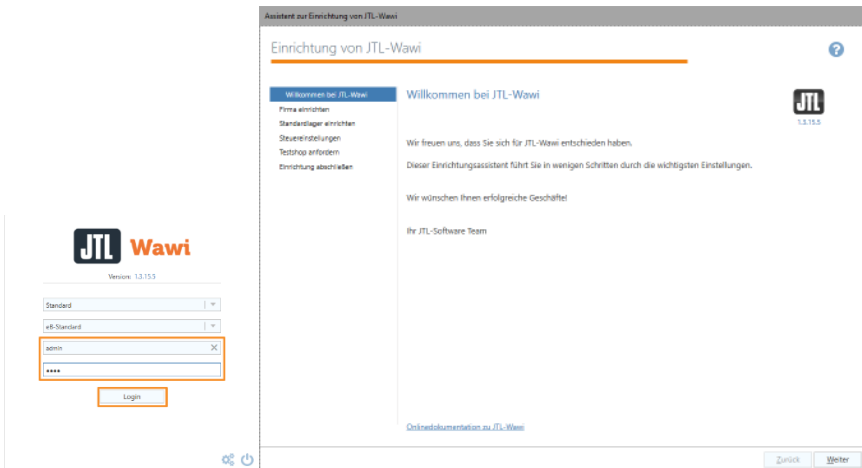 Assistent zur Einrichtung von JTL-Wawi
Einrichtung von JTL-Wawi
?
Willkommen bei JTL-Wawi
Firma einrichten
Standardlager einrichten
Steuereinstellungen
Testshop anfordern
Einrichtung abschließen
Willkommen bei JTL-Wawi
JTL
1.3.15.5
Wir freuen uns, dass Sie sich für JTL-Wawi entschieden haben.
Dieser Einrichtungsassistent führt Sie in wenigen Schritten durch die wichtigsten Einstellungen.
Wir wünschen Ihnen erfolgreiche Geschäfte!
Ihr JTL-Software Team
Onlinedokumentation zu JTL-Wawi
Zurück
Weiter
JTL Wawi
Version: 1.3.15.5
Standard
eB-Standard
admin
Login